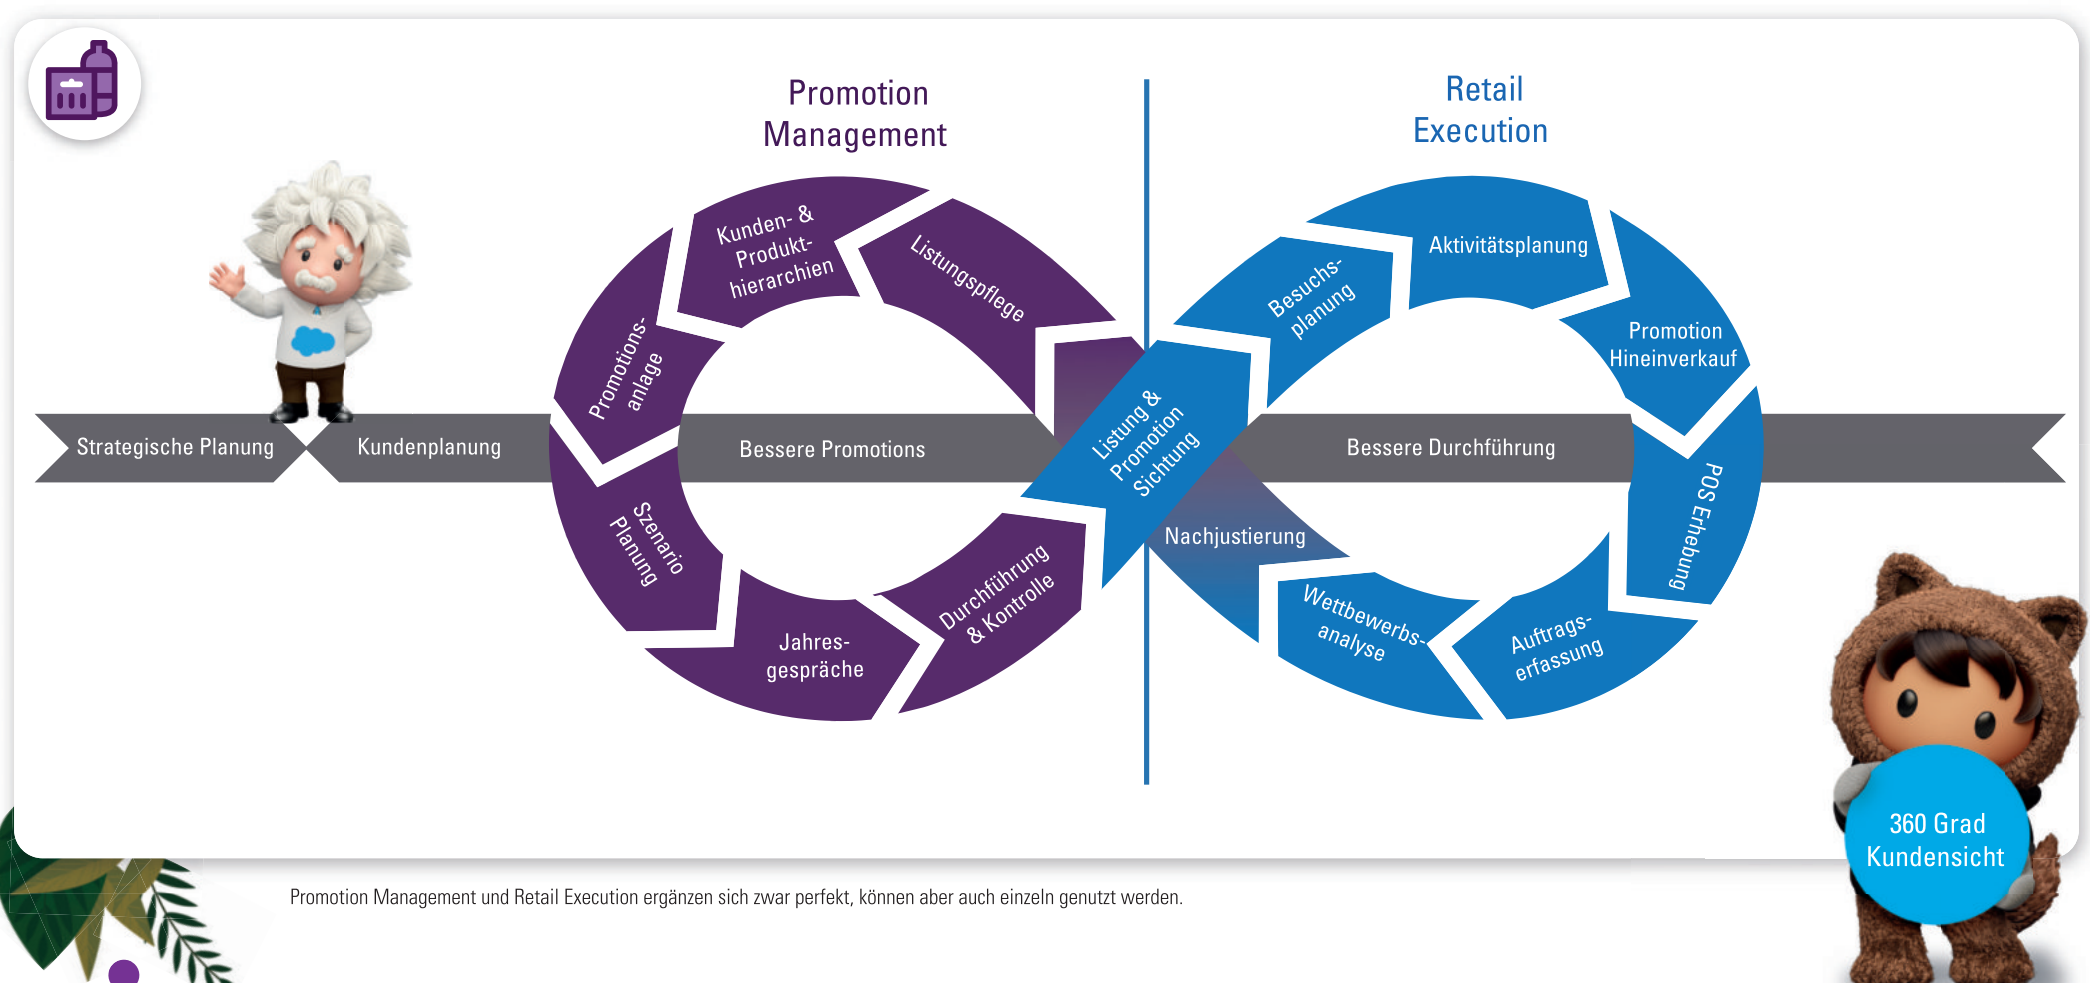 Promotion
Management
Retail
Execution
Kunden- &
Produkt-
hierarchien
Listungspflege
Promotions-
anlage
Szenario
Planung
Jahres-
gespräche
Durchführung
& Kontrolle
Listung &
Promotion
Sichtung
Besuchs-
planung
Aktivitätsplanung
Promotion
Hineinverkauf
POS Erhebung
Auftrags-
erfassung
Wettbewerbs-
analyse
Nachjustierung
Strategische Planung
Kundenplanung
Bessere Promotions
Bessere Durchführung
360 Grad
Kundensicht
Promotion Management und Retail Execution ergänzen sich zwar perfekt, können aber auch einzeln genutzt werden.